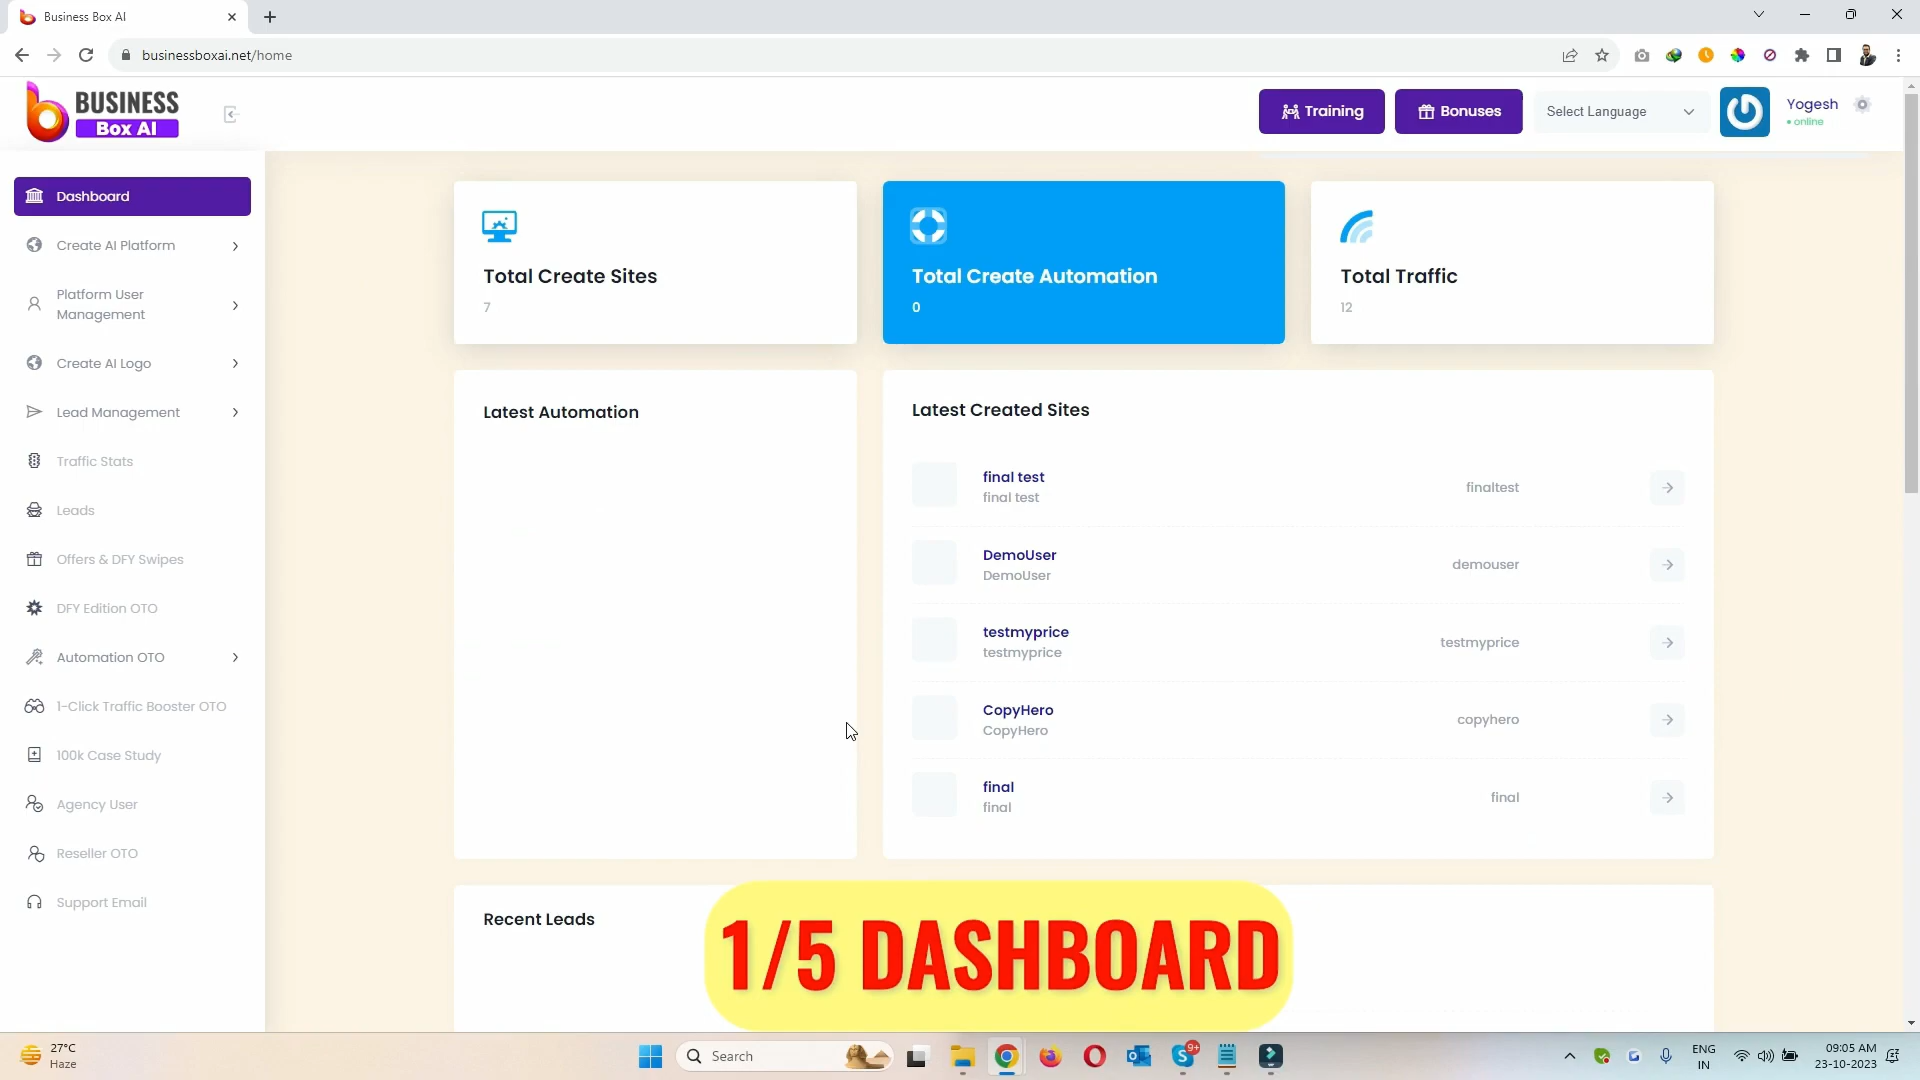 Business Box AI
businessboxai.net/home
BUSINESS
Box AI
Training
Bonuses
Select Language
Yogesh
online
Dashboard
Create AI Platform
Platform User
Management
Create AI Logo
Lead Management
Traffic Stats
Leads
Offers & DFY Swipes
DFY Edition OTO
Automation OTO
1-Click Traffic Booster OTO
100k Case Study
Agency User
Reseller OTO
Support Email
Total Create Sites
7
Total Create Automation
0
Total Traffic
12
Latest Automation
Latest Created Sites
final test
final test
finaltest
DemoUser
DemoUser
demouser
testmyprice
testmyprice
testmyprice
CopyHero
CopyHero
copyhero
final
final
final
Recent Leads
1/5 DASHBOARD
27°C
Haze
Search
9+
ENG
IN
09:05 AM
23-10-2023